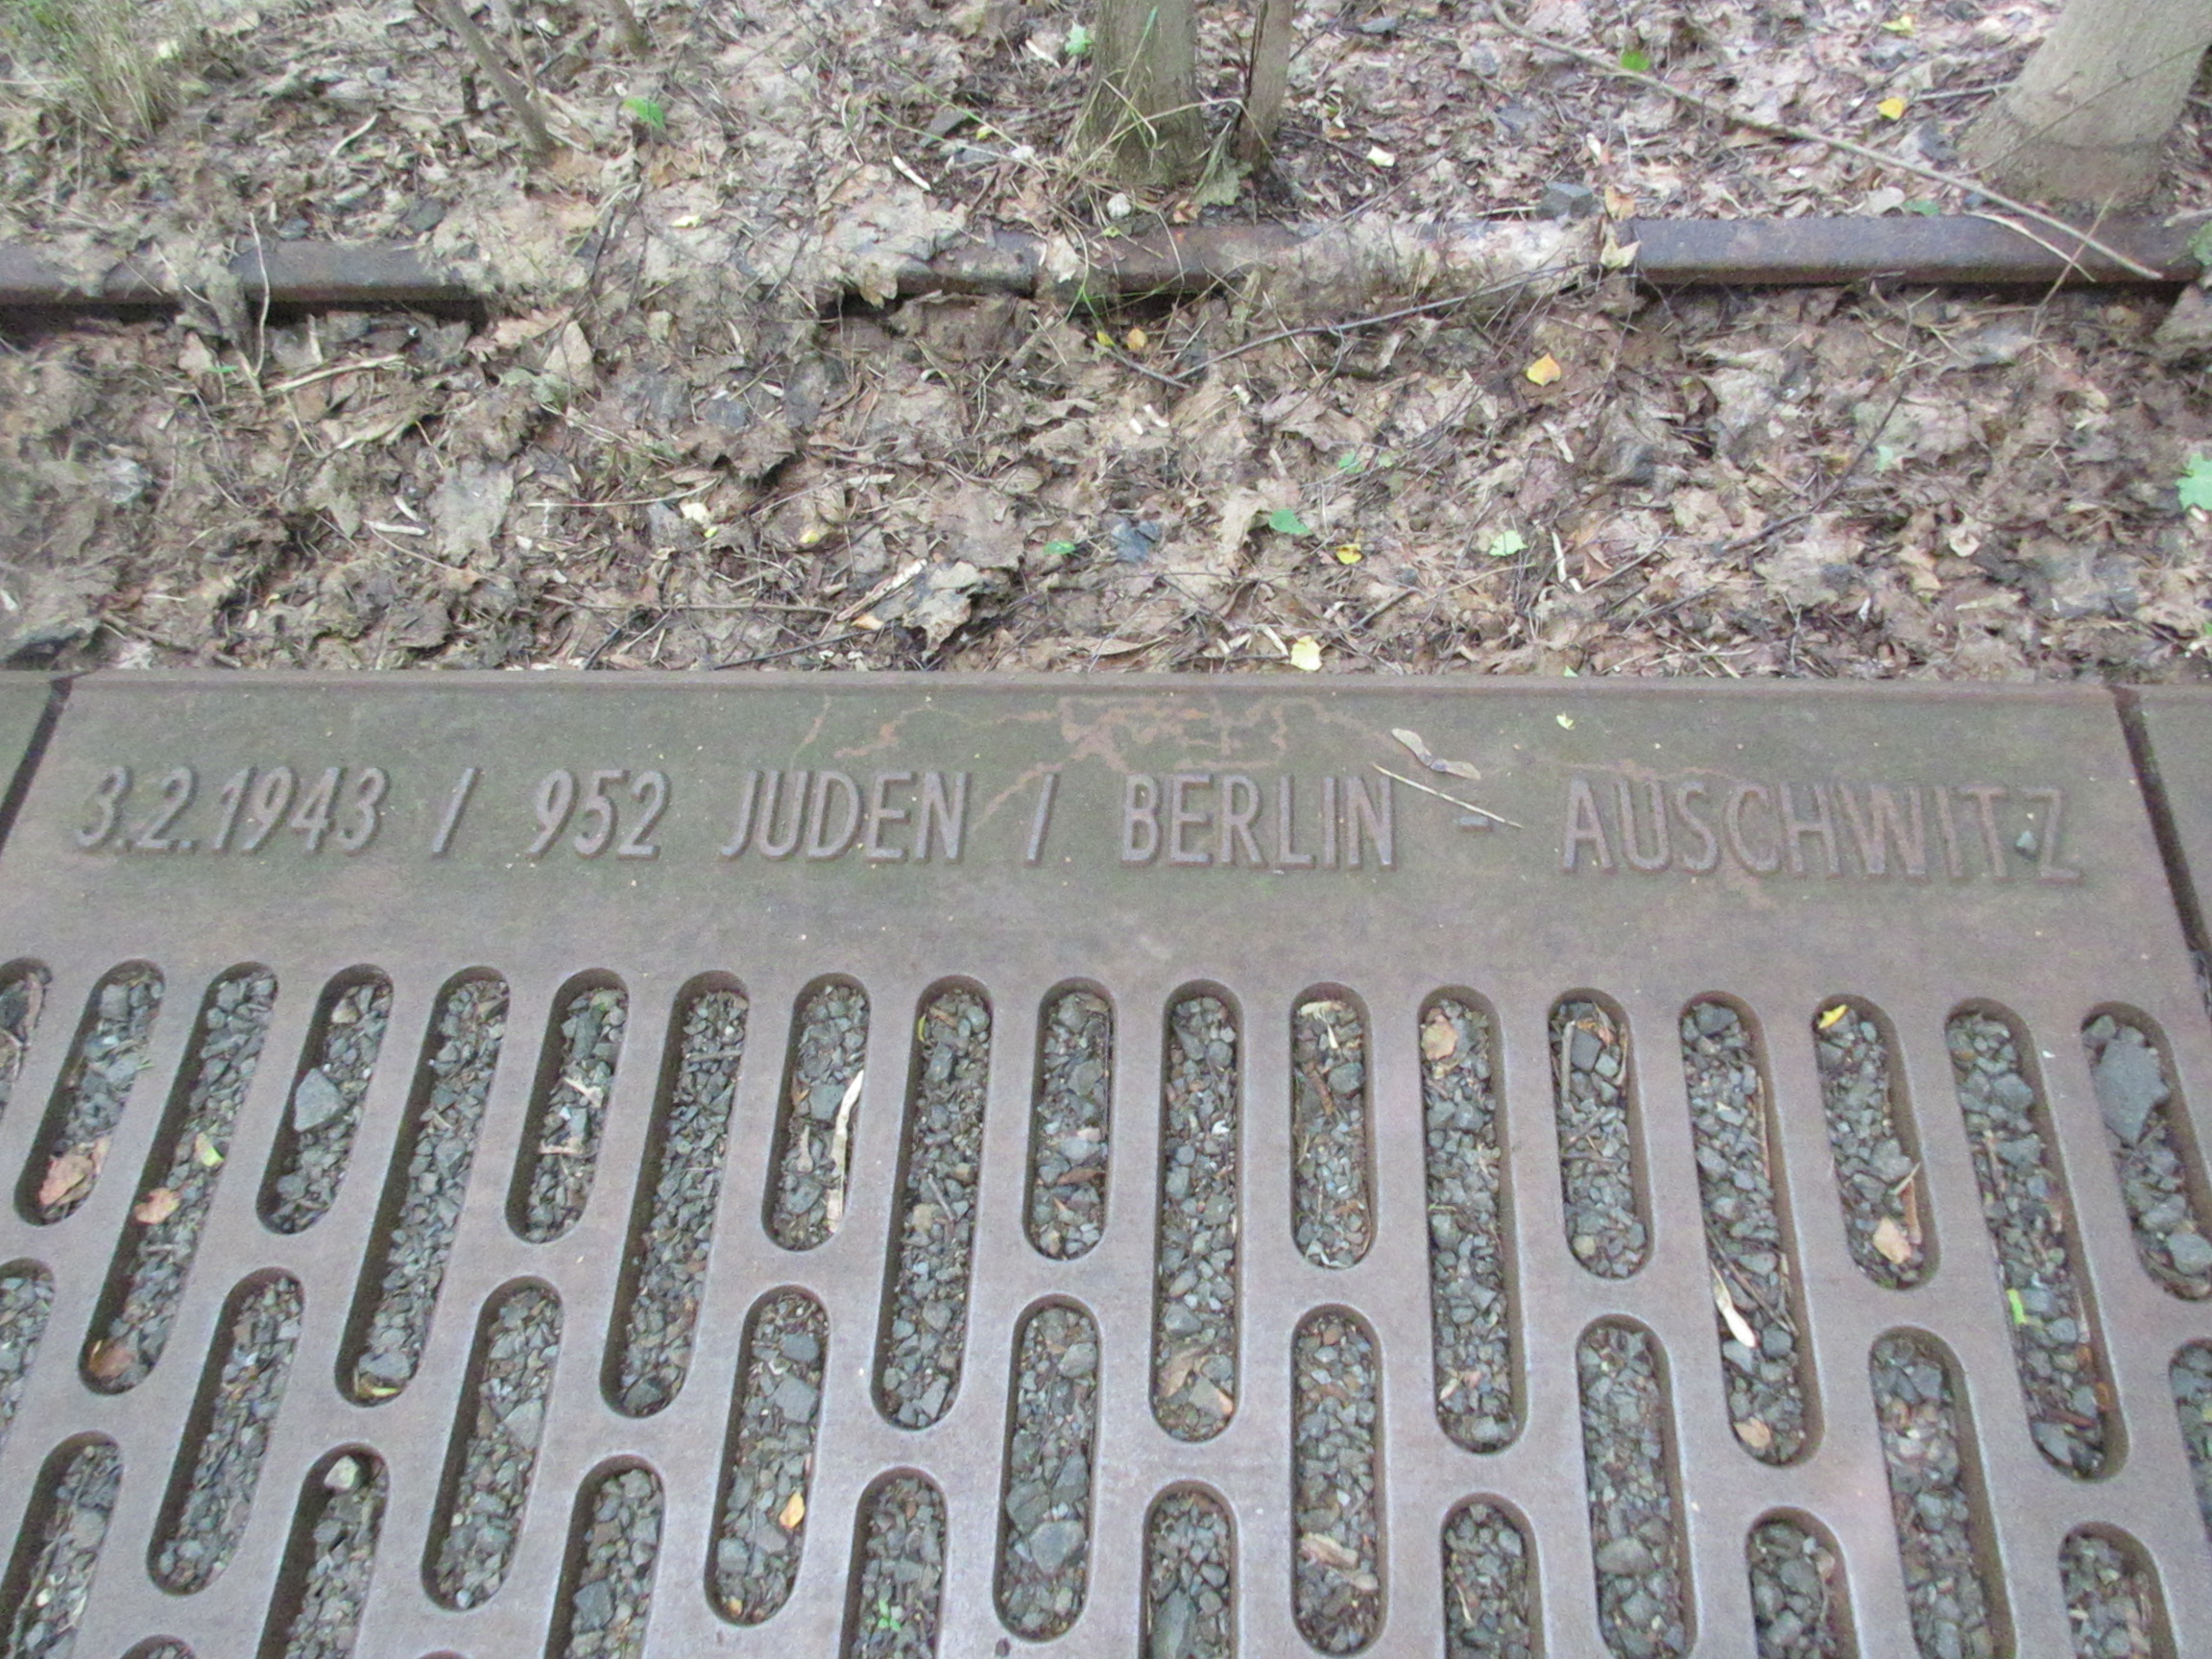 3.2.1943 / 952 JUDEN / BERLIN - AUSCHWITZ